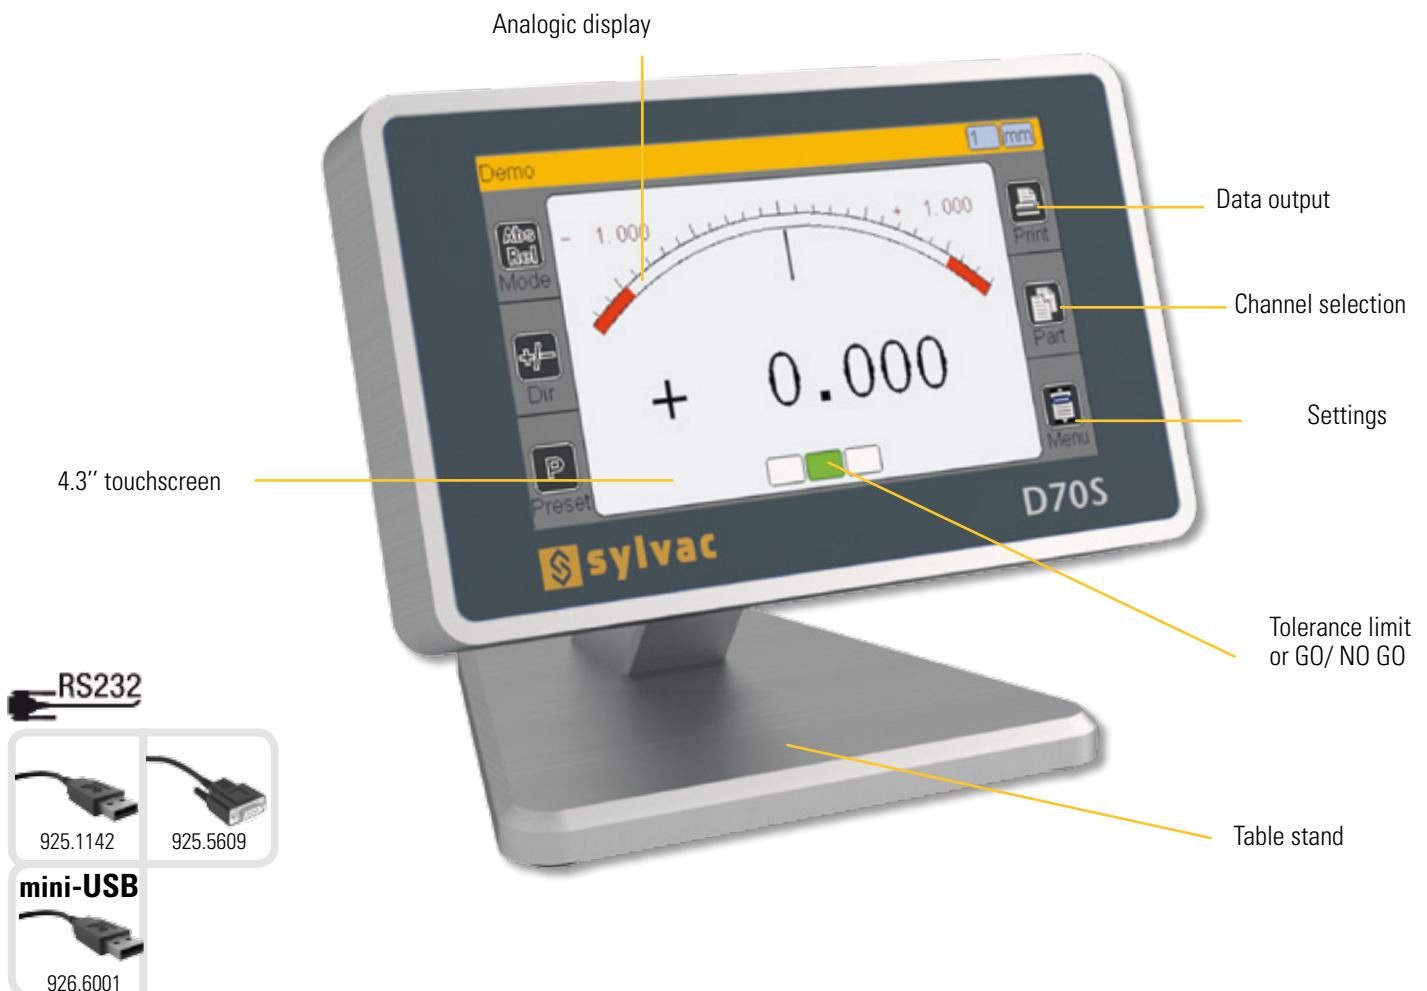 Analogic display
Demo
1 mm
Abs
Rel
Mode
- 1.000
+ 1.000
Print
Data output
+/-
Dir
Part
Channel selection
+ 0.000
P
Preset
Menu
Settings
4.3’’ touchscreen
D70S
sylvac
Tolerance limit
or GO/ NO GO
RS232
925.1142
925.5609
Table stand
mini-USB
926.6001